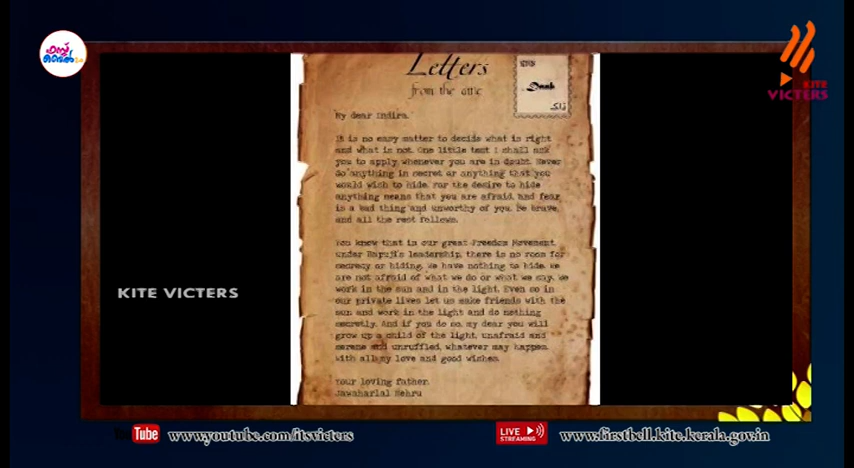 ഫസ്റ്റ്
ബെൽ 2.0
KITE
VICTERS
Letters
from the attic
My dear Indira,
It is no easy matter to decide what is right
and what is not. One little test I shall ask
you to apply whenever you are in doubt. Never
do anything in secret or anything that you
would wish to hide. For the desire to hide
anything means that you are afraid, and fear
is a bad thing and unworthy of you. Be brave,
and all the rest follows.
You know that in our great Freedom Movement,
under Bapuji's leadership, there is no room for
secrecy or hiding. We have nothing to hide. We
are not afraid of what we do or what we say. We
work in the sun and in the light. Even so in
our private lives let us make friends with the
sun and work in the light and do nothing
secretly. And if you do so, my dear you will
grow up a child of the light, unafraid and
serene and unruffled, whatever may happen.
With all my love and good wishes.
Your loving father,
Jawaharlal Nehru
KITE VICTERS
YouTube www.youtube.com/itsvicters
LIVE STREAMING www.firstbell.kite.kerala.gov.in